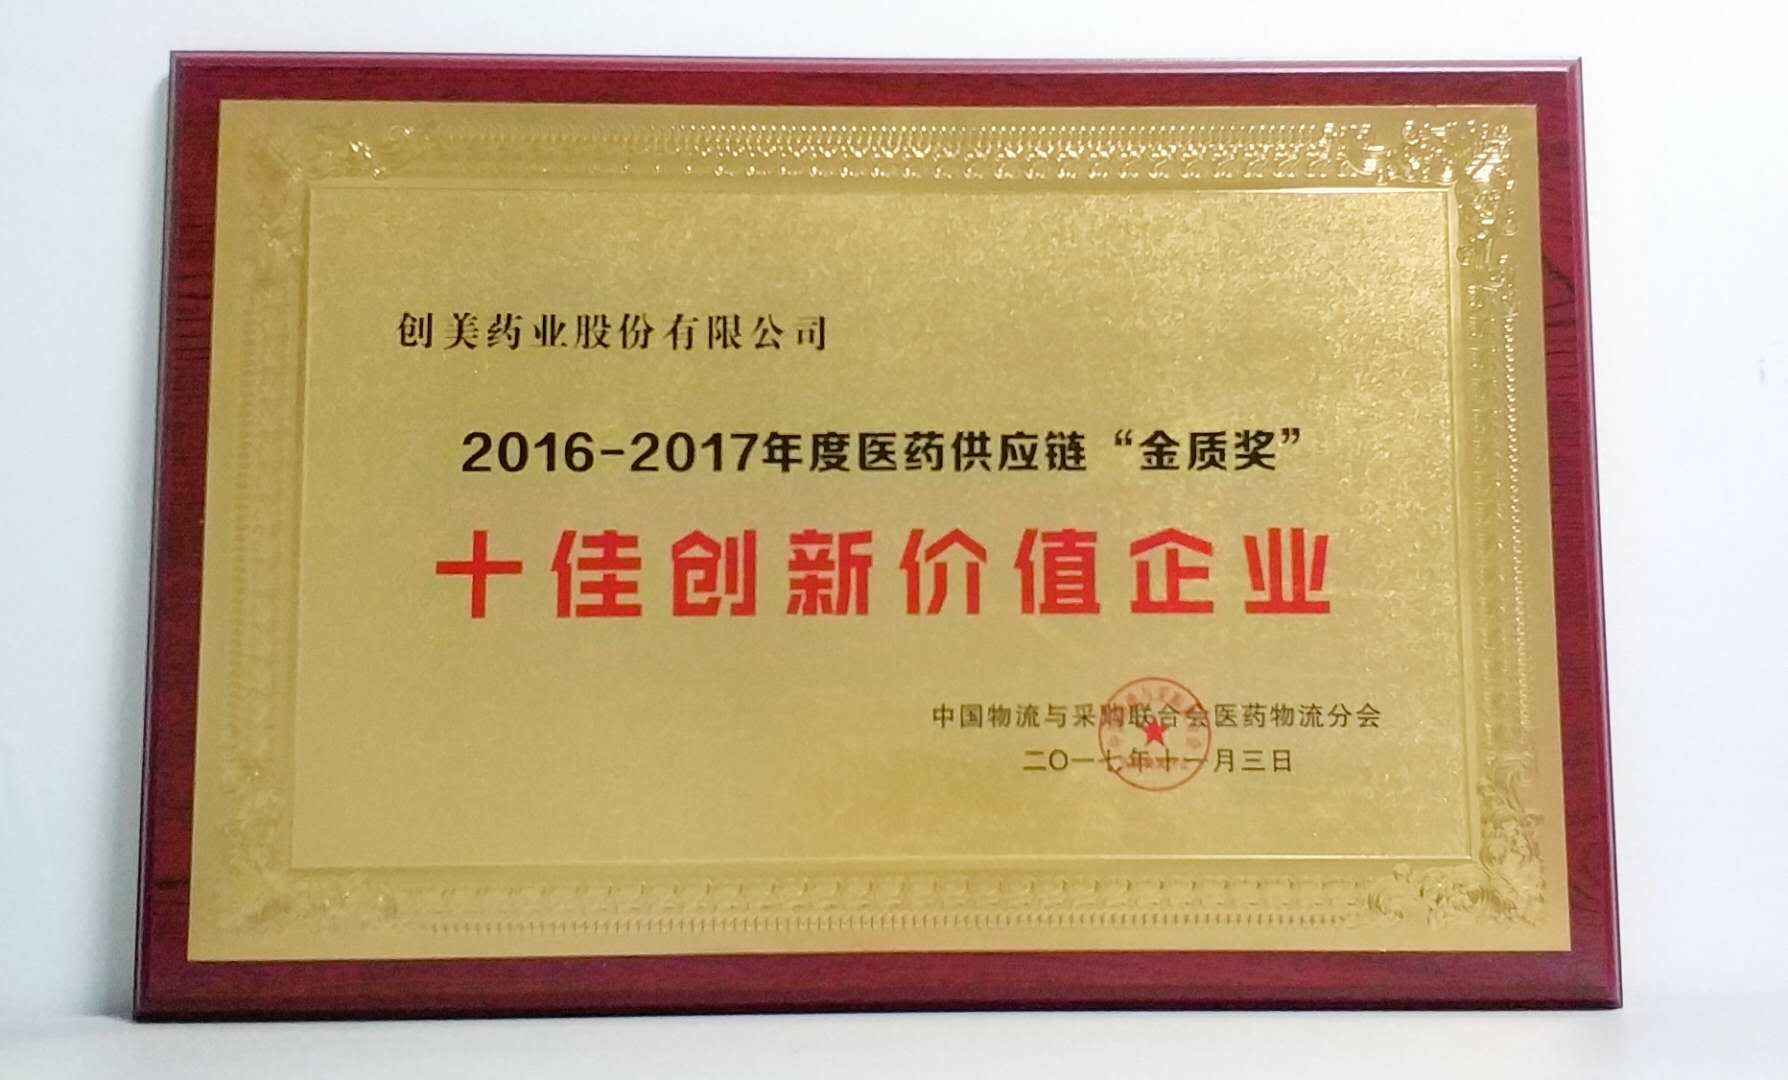 创美药业股份有限公司
2016-2017年度医药供应链“金质奖”
十佳创新价值企业
中国物流与采购联合会医药物流分会
二〇一七年十一月三日